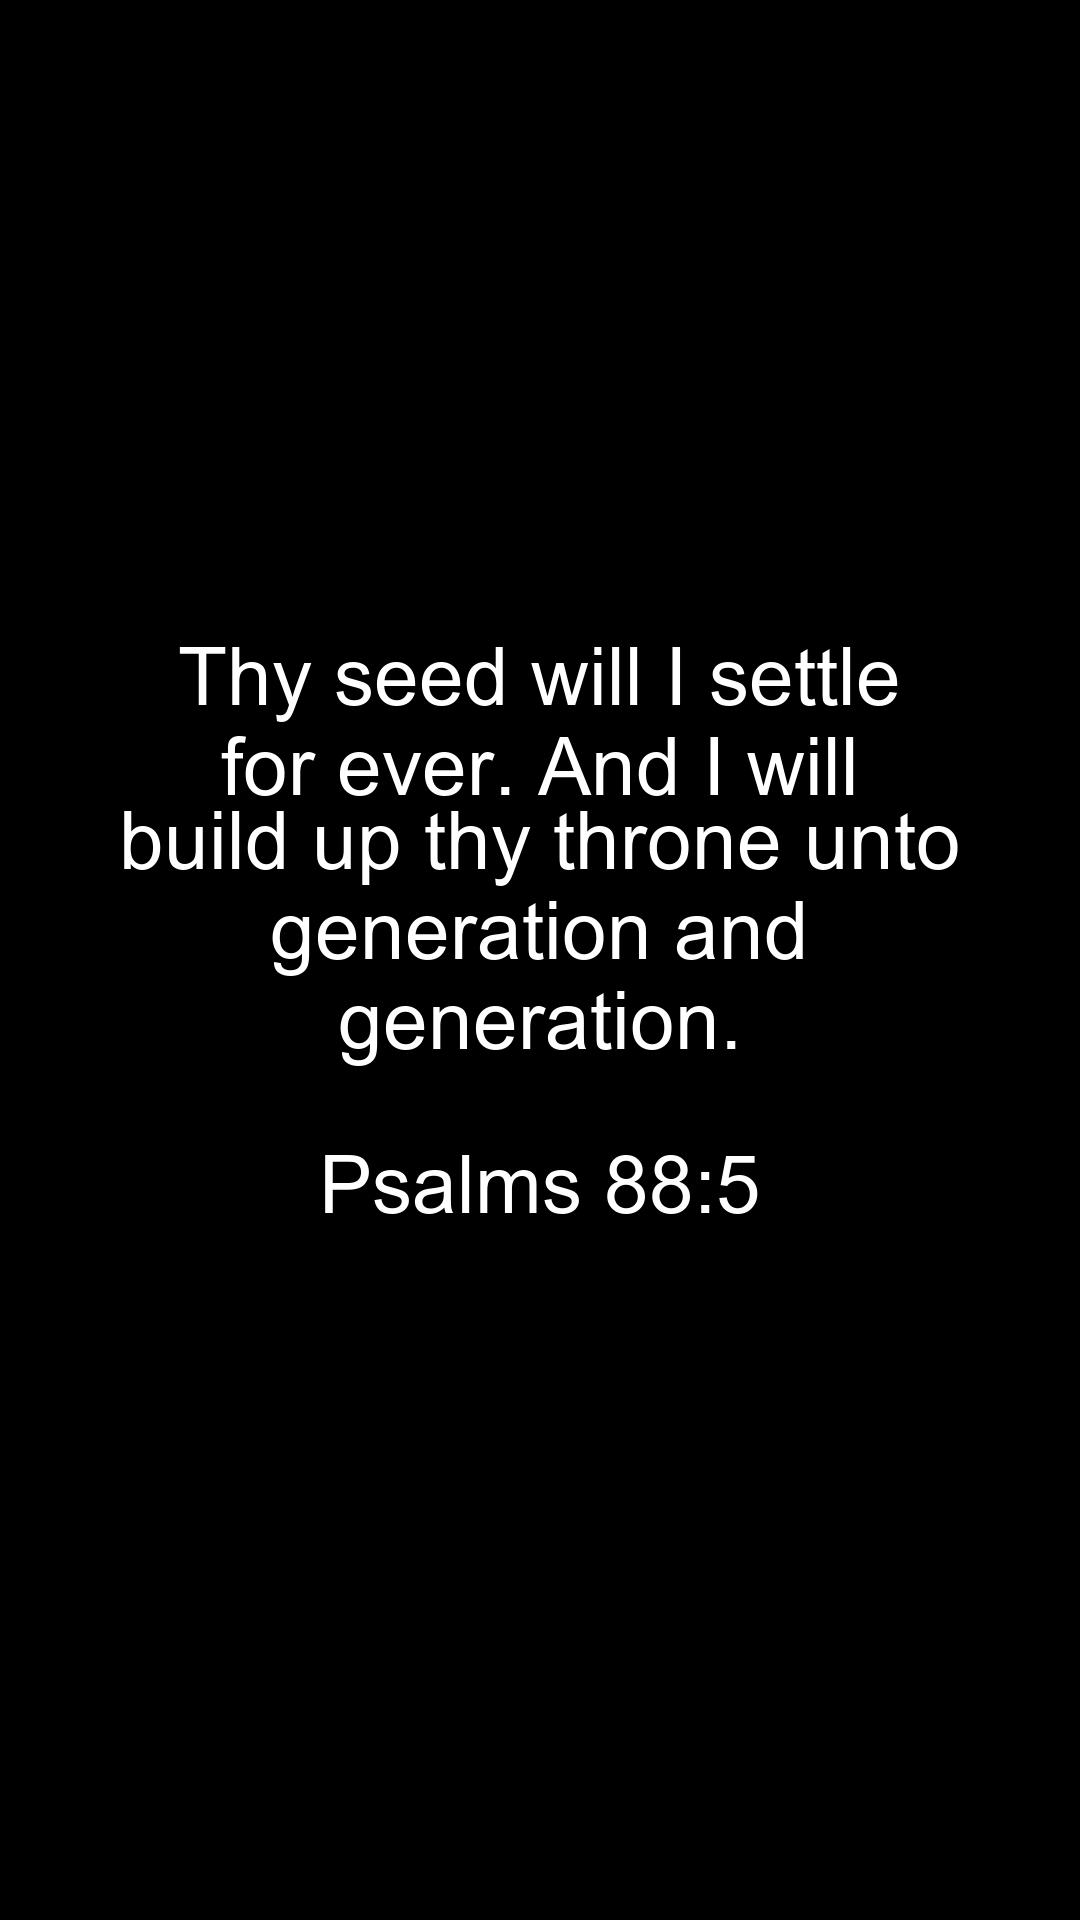 Thy seed will I settle
for ever. And I will
build up thy throne unto
generation and
generation.
Psalms 88:5